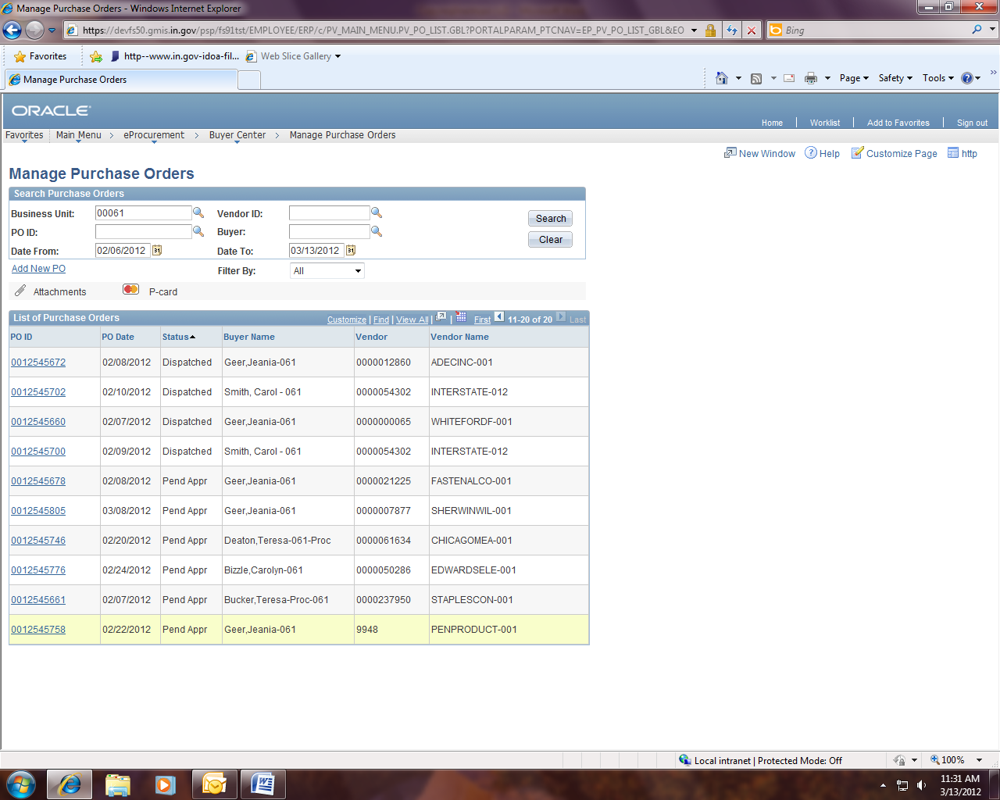 Manage Purchase Orders - Windows Internet Explorer
https://devfs50.gmis.in.gov/psp/fs91tst/EMPLOYEE/ERP/c/PV_MAIN_MENU.PV_PO_LIST.GBL?PORTALPARAM_PTCNAV=EP_PV_PO_LIST_GBL&EO
Bing
Favorites http--www.in.gov-idoa-fil... Web Slice Gallery
Manage Purchase Orders
Page Safety Tools
ORACLE
Home Worklist Add to Favorites Sign out
Favorites Main Menu > eProcurement > Buyer Center > Manage Purchase Orders
New Window Help Customize Page http
Manage Purchase Orders
Search Purchase Orders
Business Unit: 00061 Vendor ID: Search
PO ID: Buyer: Clear
Date From: 02/06/2012 31 Date To: 03/13/2012 31
Add New PO Filter By: All
Attachments P-card
List of Purchase Orders Customize | Find | View All | | First 11-20 of 20 Last
PO ID PO Date Status Buyer Name Vendor Vendor Name
0012545672 02/08/2012 Dispatched Geer,Jeania-061 0000012860 ADECINC-001
0012545702 02/10/2012 Dispatched Smith, Carol - 061 0000054302 INTERSTATE-012
0012545660 02/07/2012 Dispatched Geer,Jeania-061 0000000065 WHITEFORDF-001
0012545700 02/09/2012 Dispatched Smith, Carol - 061 0000054302 INTERSTATE-012
0012545678 02/08/2012 Pend Appr Geer,Jeania-061 0000021225 FASTENALCO-001
0012545805 03/08/2012 Pend Appr Geer,Jeania-061 0000007877 SHERWINWIL-001
0012545746 02/20/2012 Pend Appr Deaton,Teresa-061-Proc 0000061634 CHICAGOMEA-001
0012545776 02/24/2012 Pend Appr Bizzle,Carolyn-061 0000050286 EDWARDSELE-001
0012545661 02/07/2012 Pend Appr Bucker,Teresa-Proc-061 0000237950 STAPLESCON-001
0012545758 02/22/2012 Pend Appr Geer,Jeania-061 9948 PENPRODUCT-001
Local intranet | Protected Mode: Off 100%
11:31 AM
3/13/2012